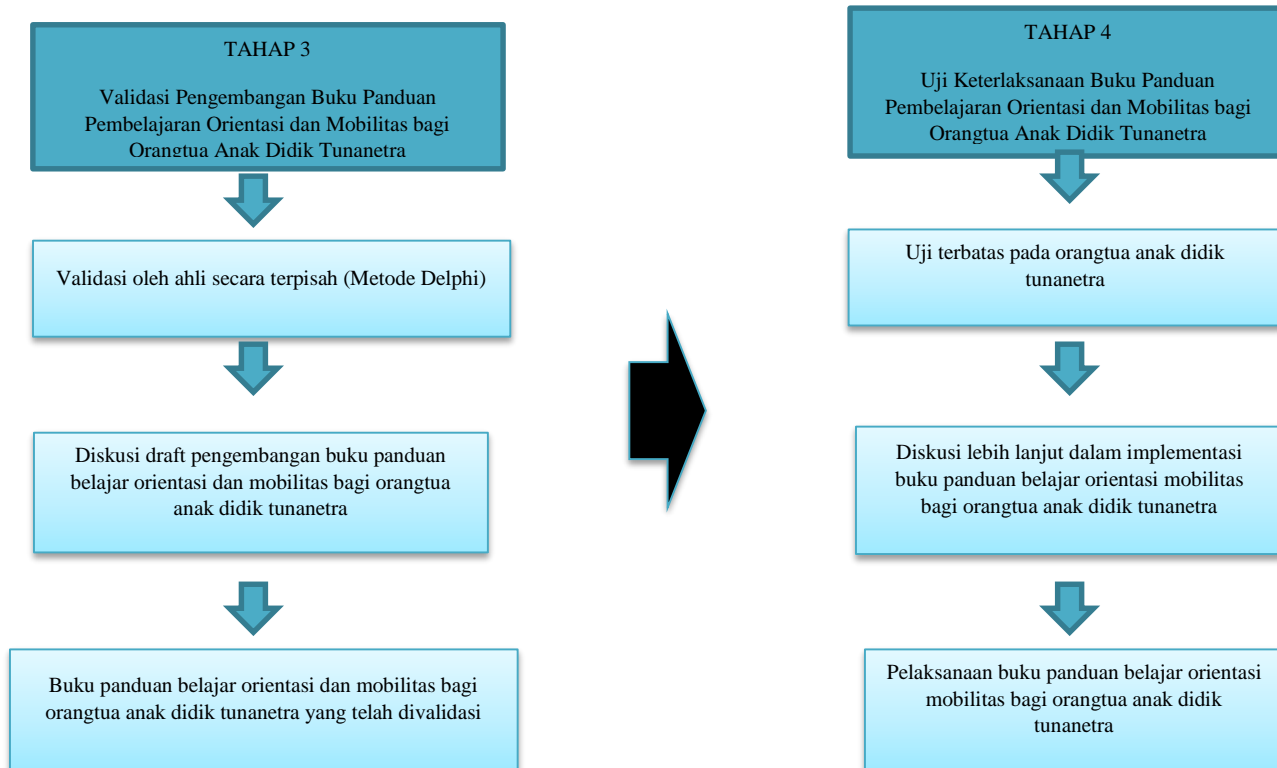 TAHAP 3
Validasi Pengembangan Buku Panduan
Pembelajaran Orientasi dan Mobilitas bagi
Orangtua Anak Didik Tunanetra
Validasi oleh ahli secara terpisah (Metode Delphi)
Diskusi draft pengembangan buku panduan
belajar orientasi dan mobilitas bagi orangtua
anak didik tunanetra
Buku panduan belajar orientasi dan mobilitas bagi
orangtua anak didik tunanetra yang telah divalidasi
TAHAP 4
Uji Keterlaksanaan Buku Panduan
Pembelajaran Orientasi dan Mobilitas bagi
Orangtua Anak Didik Tunanetra
Uji terbatas pada orangtua anak didik
tunanetra
Diskusi lebih lanjut dalam implementasi
buku panduan belajar orientasi mobilitas
bagi orangtua anak didik tunanetra
Pelaksanaan buku panduan belajar orientasi
mobilitas bagi orangtua anak didik
tunanetra